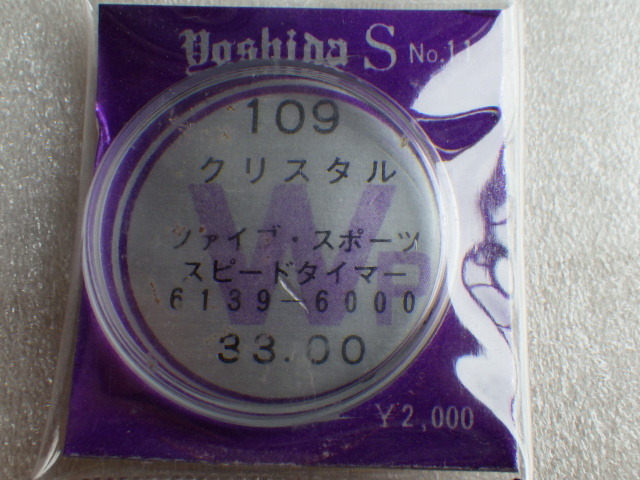 Yoshida S No.11
109
クリスタル
ファイブ・スポーツ
スピードタイマー
6139-6000
33.00
WP
¥2,000